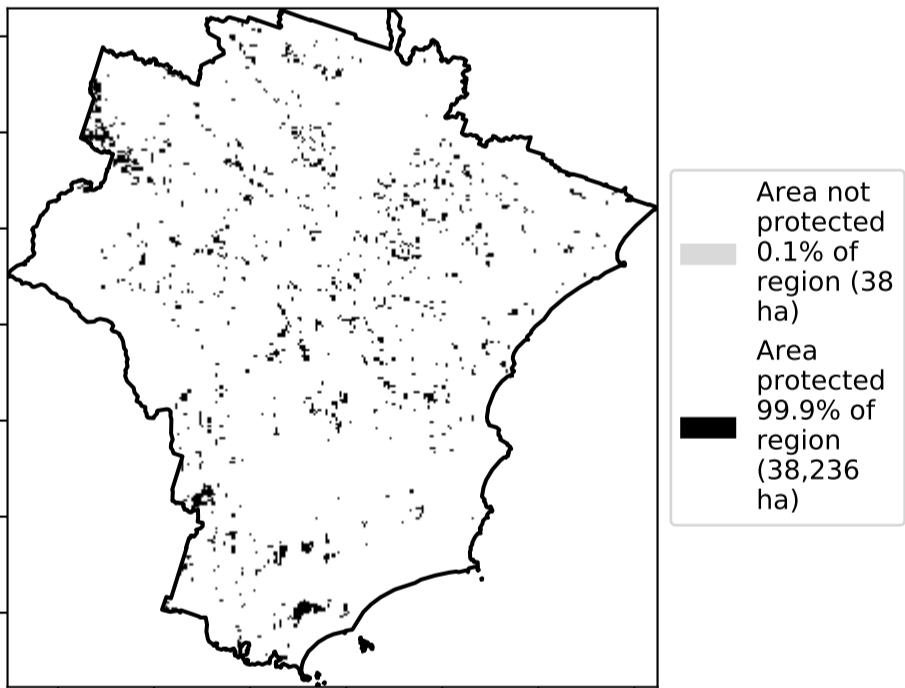 Area not
protected
0.1% of
region (38
ha)
Area
protected
99.9% of
region
(38,236
ha)